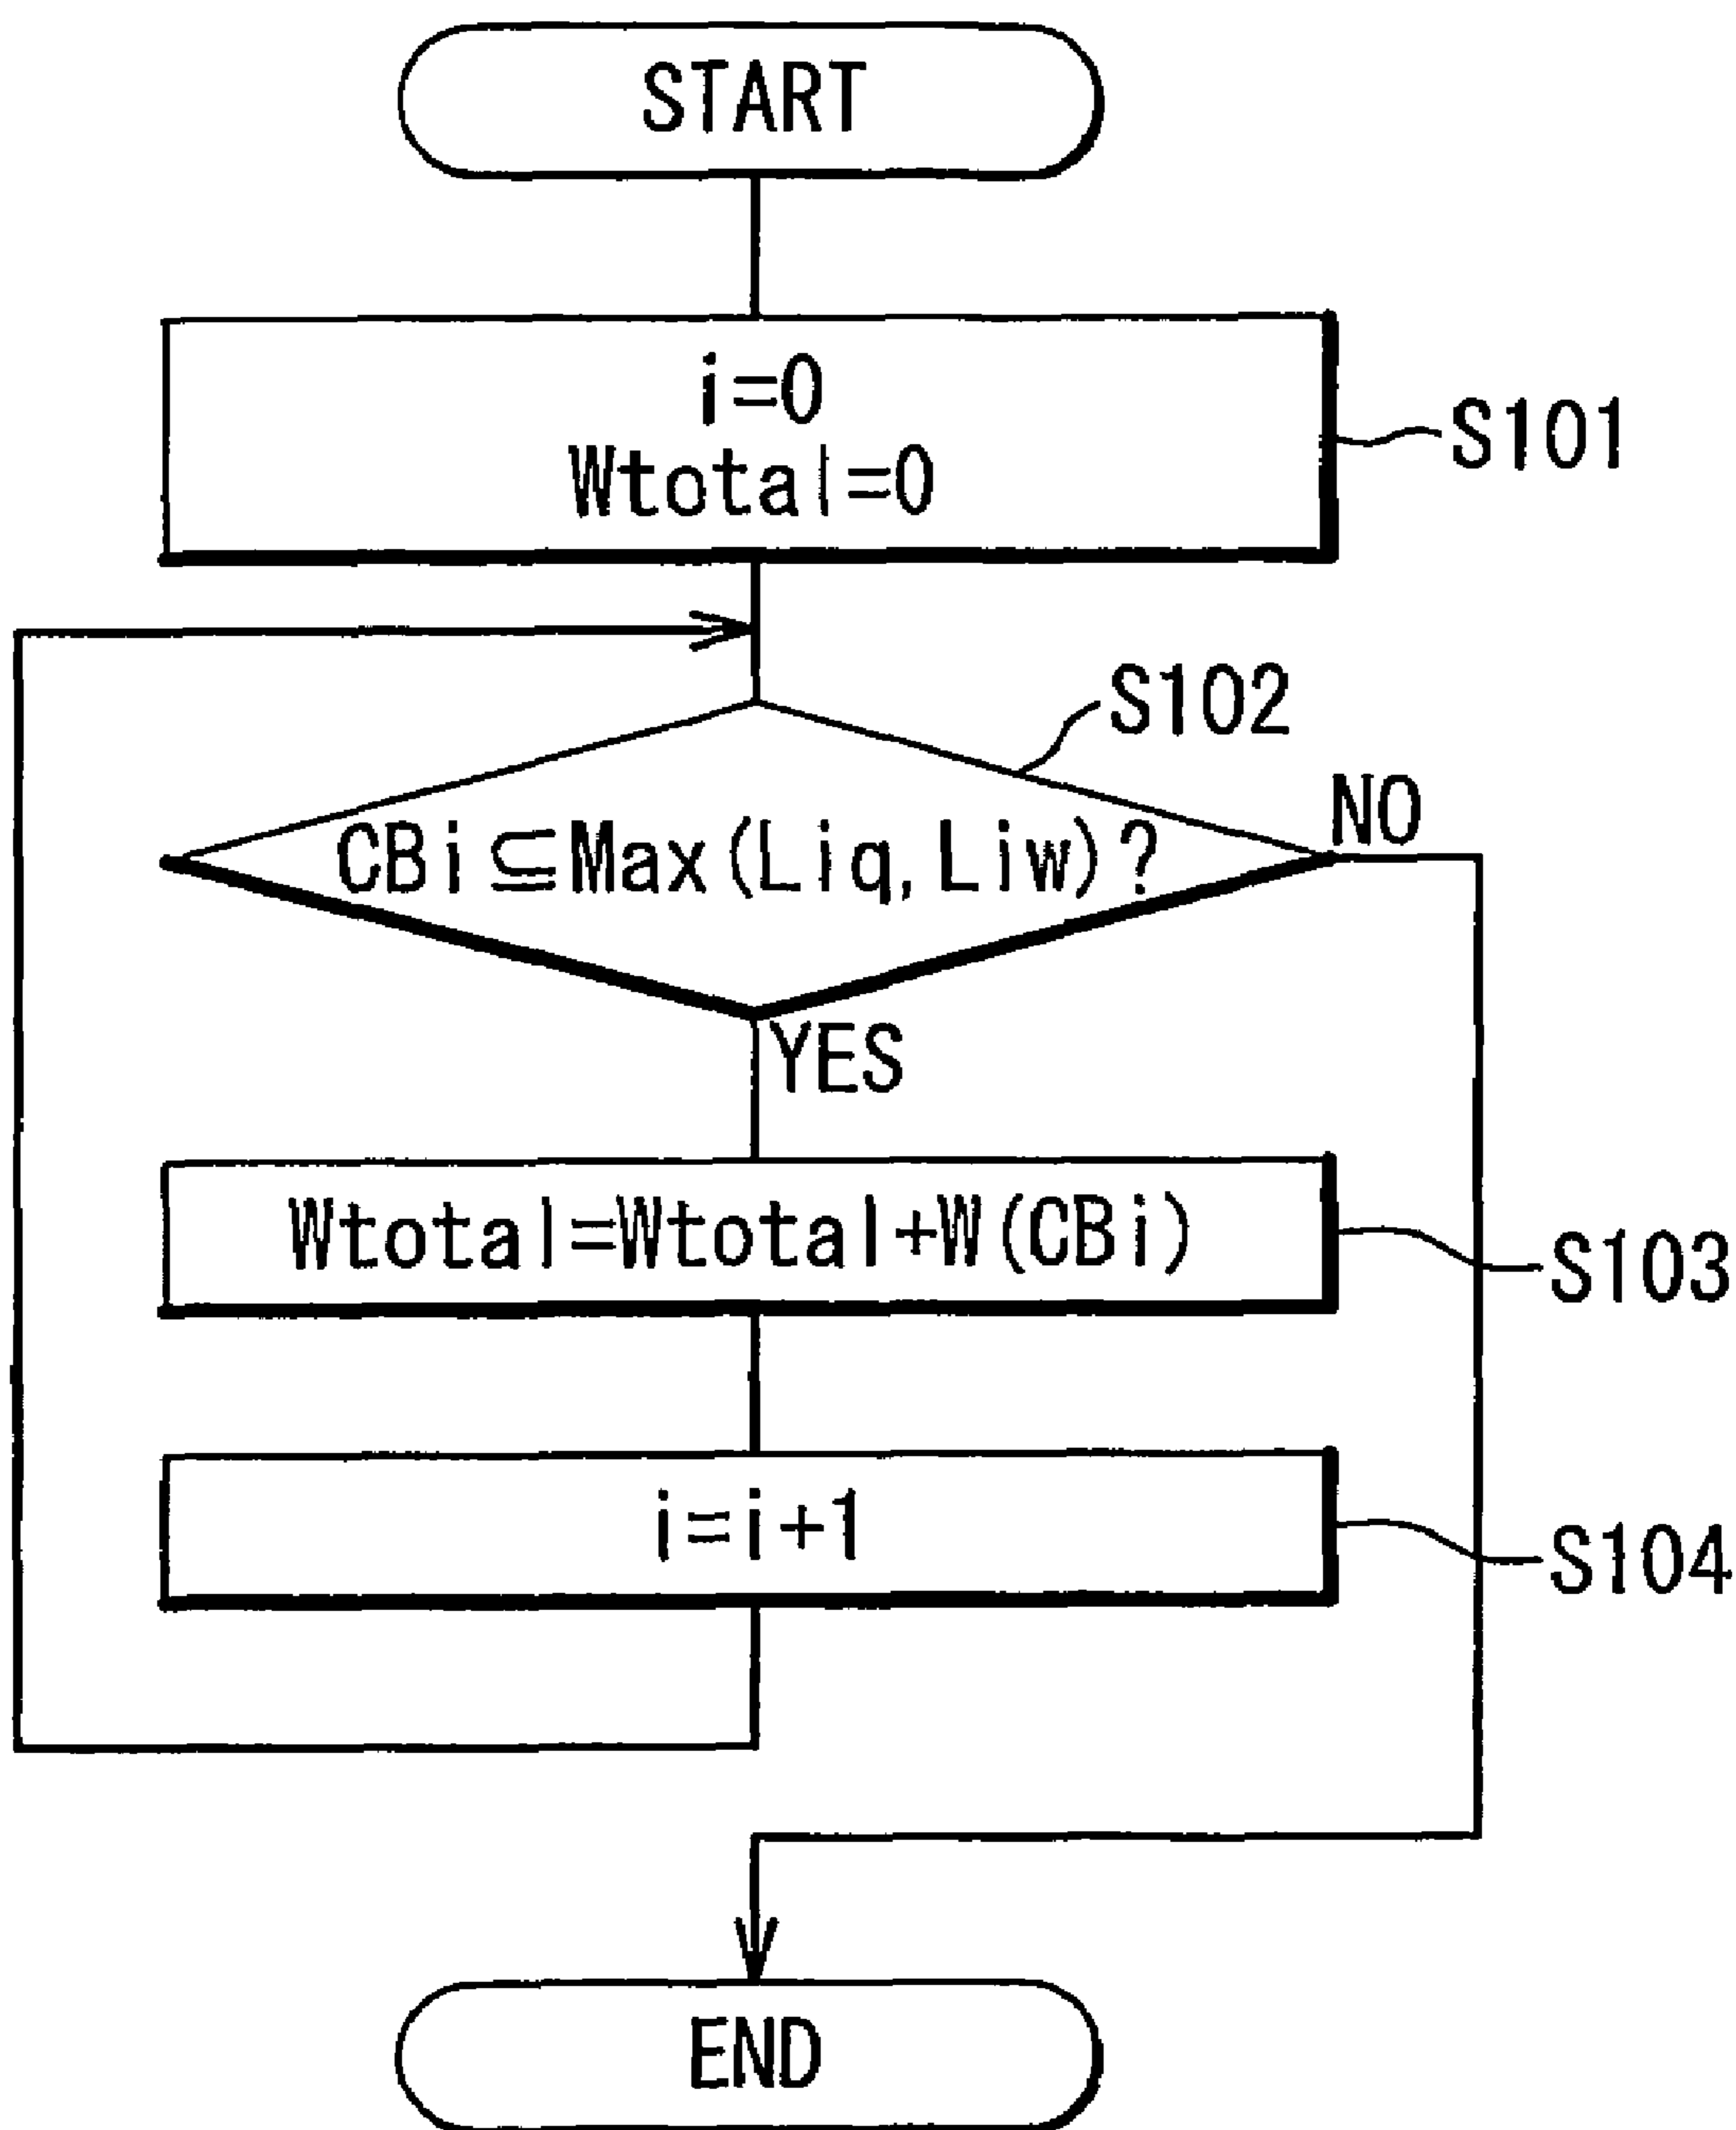 START
i=0
Wtotal=0
S101
S102
CBi⊆Max(Liq,Liw)?
NO
YES
Wtotal=Wtotal+W(CBi)
S103
i=i+1
S104
END